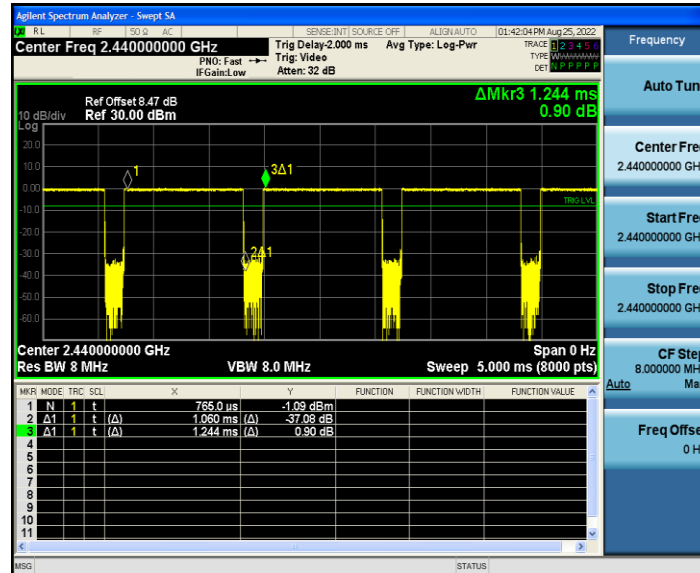 Agilent Spectrum Analyzer - Swept SA
RL RF 50 Ω AC SENSE:INT SOURCE OFF ALIGN AUTO 01:42:04 PM Aug 25, 2022
Center Freq 2.440000000 GHz
PNO: Fast
IFGain:Low
Trig Delay-2.000 ms
Trig: Video
Atten: 32 dB
Avg Type: Log-Pwr
TRACE 1 2 3 4 5 6
TYPE
DET N P P P P P
ΔMkr3 1.244 ms
0.90 dB
Ref Offset 8.47 dB
10 dB/div Ref 30.00 dBm
Log
20.0
10.0
0.00
-10.0
-20.0
-30.0
-40.0
-50.0
-60.0
1
3Δ1
TRIG LVL
2Δ1
Center 2.440000000 GHz Span 0 Hz
Res BW 8 MHz VBW 8.0 MHz Sweep 5.000 ms (8000 pts)
MKR MODE TRC SCL X Y FUNCTION FUNCTION WIDTH FUNCTION VALUE
1 N 1 t 765.0 µs -1.09 dBm
2 Δ1 1 t (Δ) 1.060 ms (Δ) -37.08 dB
3 Δ1 1 t (Δ) 1.244 ms (Δ) 0.90 dB
4
5
6
7
8
9
10
11
MSG STATUS
Frequency
Auto Tun
Center Fre
2.440000000 GH
Start Fre
2.440000000 GH
Stop Fre
2.440000000 GH
CF Step
8.000000 MH
Auto Ma
Freq Offse
0 H